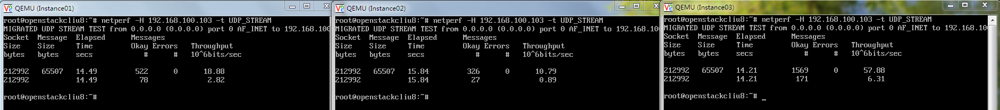 QEMU (Instance01)
root@openstackcliu8:~# netperf -H 192.168.100.103 -t UDP_STREAM
MIGRATED UDP STREAM TEST from 0.0.0.0 (0.0.0.0) port 0 AF_INET to 192.168.100
Socket  Message  Elapsed      Messages
Size    Size     Time         Okay Errors   Throughput
bytes   bytes    secs            #      #   10^6bits/sec
212992   65507   14.49         522      0      18.88
212992           14.49          78              2.82
root@openstackcliu8:~#
QEMU (Instance02)
root@openstackcliu8:~# netperf -H 192.168.100.103 -t UDP_STREAM
MIGRATED UDP STREAM TEST from 0.0.0.0 (0.0.0.0) port 0 AF_INET to 192.168.100
Socket  Message  Elapsed      Messages
Size    Size     Time         Okay Errors   Throughput
bytes   bytes    secs            #      #   10^6bits/sec
212992   65507   15.84         326      0      10.79
212992           15.84          27              0.89
root@openstackcliu8:~#
QEMU (Instance03)
root@openstackcliu8:~# netperf -H 192.168.100.103 -t UDP_STREAM
MIGRATED UDP STREAM TEST from 0.0.0.0 (0.0.0.0) port 0 AF_INET to 192.168.10
Socket  Message  Elapsed      Messages
Size    Size     Time         Okay Errors   Throughput
bytes   bytes    secs            #      #   10^6bits/sec
212992   65507   14.21        1569      0      57.88
212992           14.21         171              6.31
root@openstackcliu8:~# _